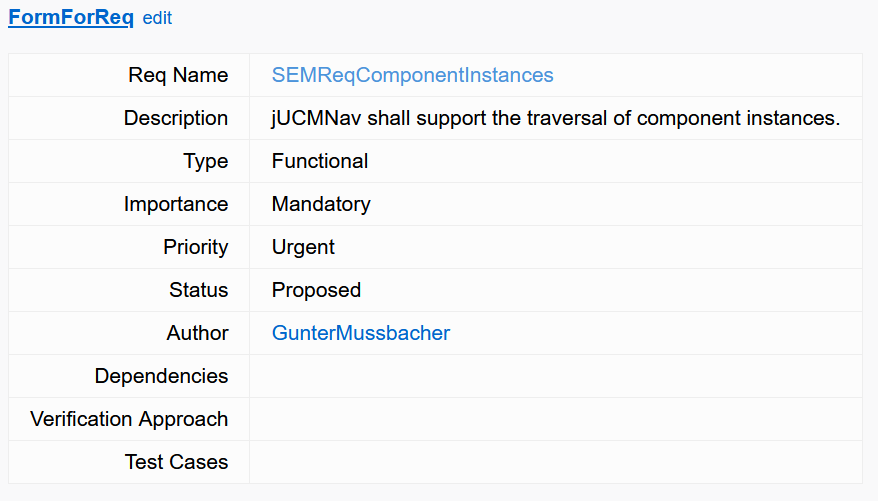 FormForReq edit
Req Name SEMReqComponentInstances
Description jUCMNav shall support the traversal of component instances.
Type Functional
Importance Mandatory
Priority Urgent
Status Proposed
Author GunterMussbacher
Dependencies
Verification Approach
Test Cases